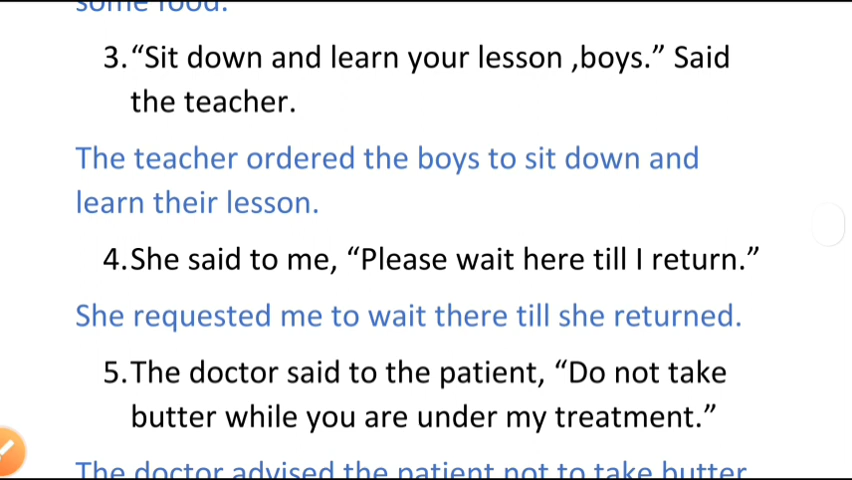 some food.
3.“Sit down and learn your lesson ,boys.” Said
the teacher.
The teacher ordered the boys to sit down and
learn their lesson.
4.She said to me, “Please wait here till I return.”
She requested me to wait there till she returned.
5.The doctor said to the patient, “Do not take
butter while you are under my treatment.”
The doctor advised the patient not to take butter